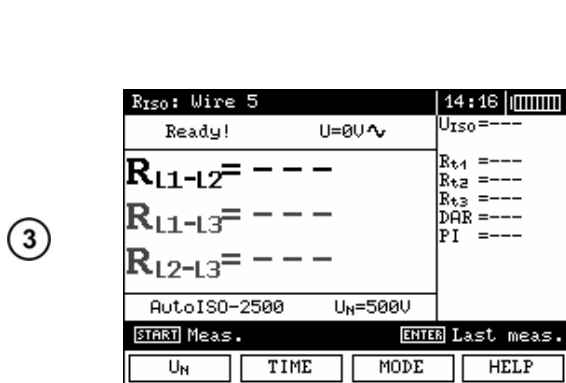 3
RISO: Wire 5 14:16
Ready! U=0V∿
UISO=---
RL1-L2= ---
RL1-L3= ---
RL2-L3= ---
Rt1 =---
Rt2 =---
Rt3 =---
DAR =---
PI =---
AutoISO-2500 UN=500V
START Meas. ENTER Last meas.
UN TIME MODE HELP